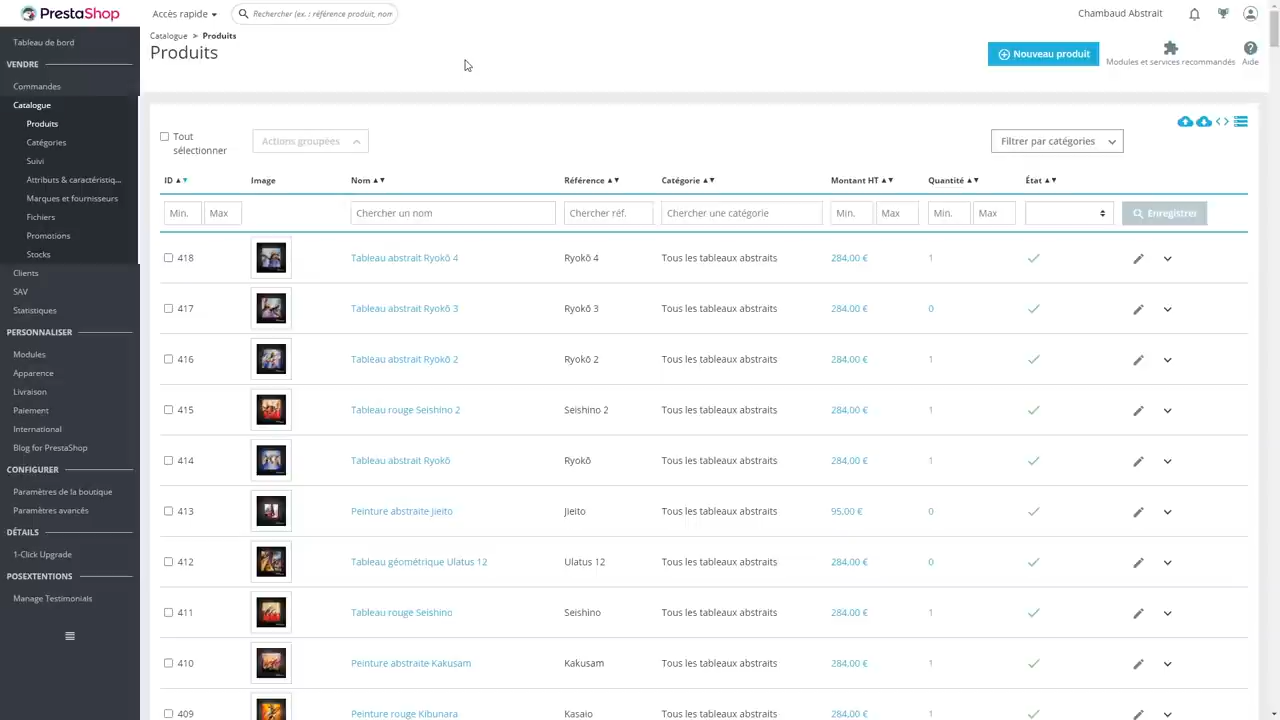 PrestaShop
Accès rapide
Rechercher (ex. : référence produit, nom
Chambaud Abstrait
Catalogue > Produits
Produits
Nouveau produit
Modules et services recommandés
Aide
Tableau de bord
VENDRE
Commandes
Catalogue
Produits
Catégories
Suivi
Attributs & caractéristiq...
Marques et fournisseurs
Fichiers
Promotions
Stocks
Clients
SAV
Statistiques
PERSONNALISER
Modules
Apparence
Livraison
Paiement
International
Blog for PrestaShop
CONFIGURER
Paramètres de la boutique
Paramètres avancés
DÉTAILS
1-Click Upgrade
POSEXTENTIONS
Manage Testimonials
Tout
sélectionner
Actions groupées
Filtrer par catégories
ID Image Nom Référence Catégorie Montant HT Quantité État
Min. Max Chercher un nom Chercher réf. Chercher une catégorie Min. Max Min. Max Enregistrer
418 Tableau abstrait Ryokō 4 Ryokō 4 Tous les tableaux abstraits 284,00 € 1
417 Tableau abstrait Ryokō 3 Ryokō 3 Tous les tableaux abstraits 284,00 € 0
416 Tableau abstrait Ryokō 2 Ryokō 2 Tous les tableaux abstraits 284,00 € 1
415 Tableau rouge Seishino 2 Seishino 2 Tous les tableaux abstraits 284,00 € 1
414 Tableau abstrait Ryokō Ryokō Tous les tableaux abstraits 284,00 € 1
413 Peinture abstraite Jieito Jieito Tous les tableaux abstraits 95,00 € 0
412 Tableau géométrique Ulatus 12 Ulatus 12 Tous les tableaux abstraits 284,00 € 0
411 Tableau rouge Seishino Seishino Tous les tableaux abstraits 284,00 € 1
410 Peinture abstraite Kakusam Kakusam Tous les tableaux abstraits 284,00 € 1
409 Peinture rouge Kibunara Kasaio Tous les tableaux abstraits 284,00 € 1